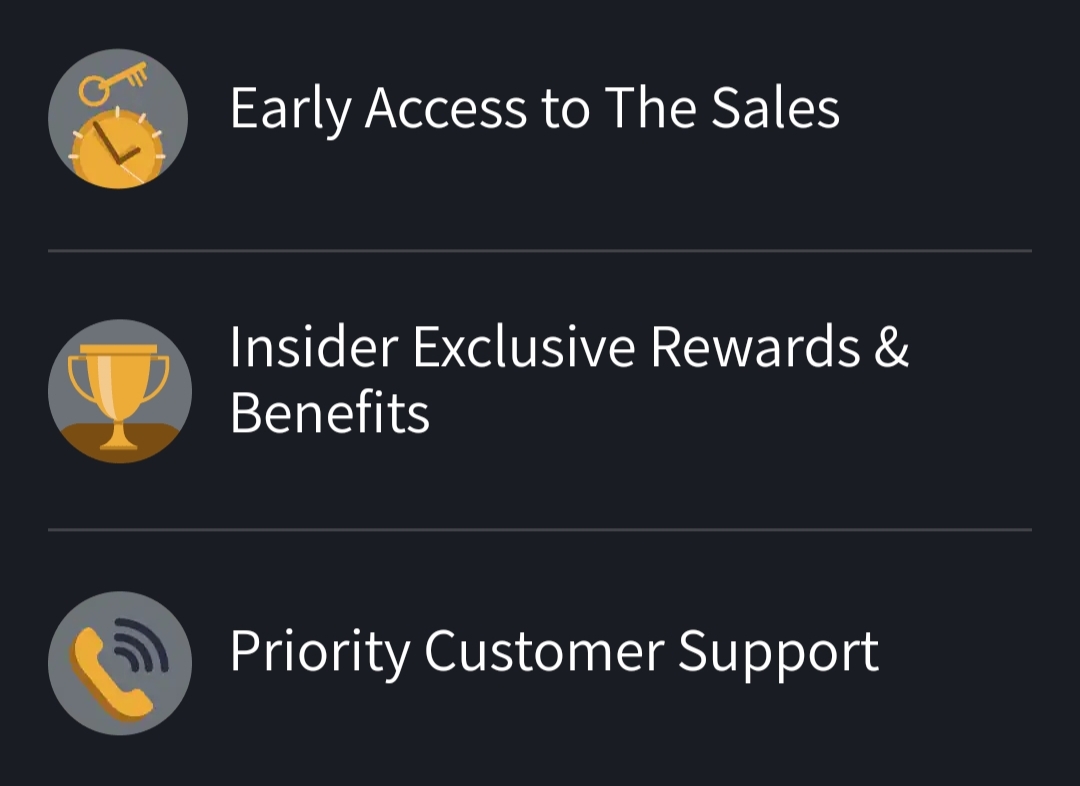 Early Access to The Sales
Insider Exclusive Rewards &
Benefits
Priority Customer Support